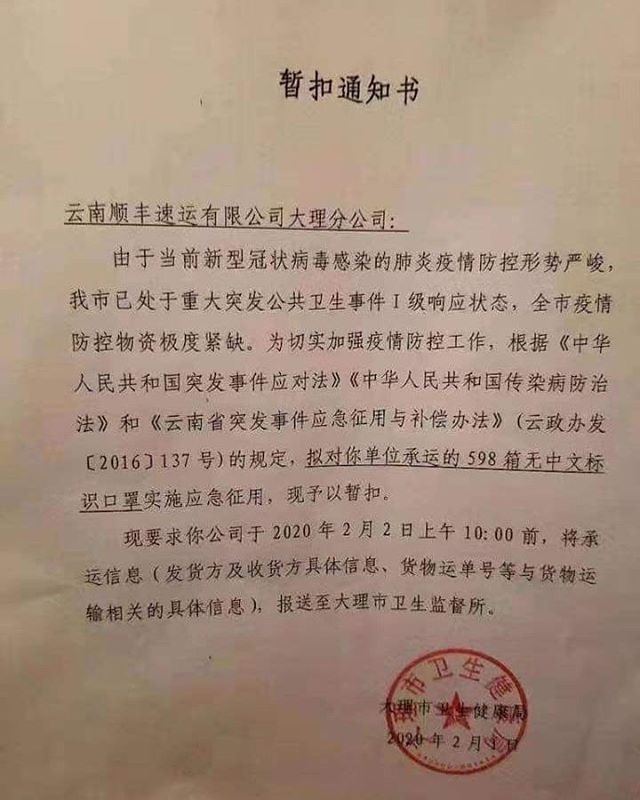 暂扣通知书
云南顺丰速运有限公司大理分公司：
由于当前新型冠状病毒感染的肺炎疫情防控形势严峻，
我市已处于重大突发公共卫生事件Ⅰ级响应状态，全市疫情
防控物资极度紧缺。为切实加强疫情防控工作，根据《中华
人民共和国突发事件应对法》《中华人民共和国传染病防治
法》和《云南省突发事件应急征用与补偿办法》(云政办发
〔2016〕137号)的规定，拟对你单位承运的598箱无中文标
识口罩实施应急征用，现予以暂扣。
现要求你公司于2020年2月2日上午10:00前，将承
运信息（发货方及收货方具体信息、货物运单号等与货物运
输相关的具体信息），报送至大理市卫生监督所。
大理市卫生健康局
2020年2月1日